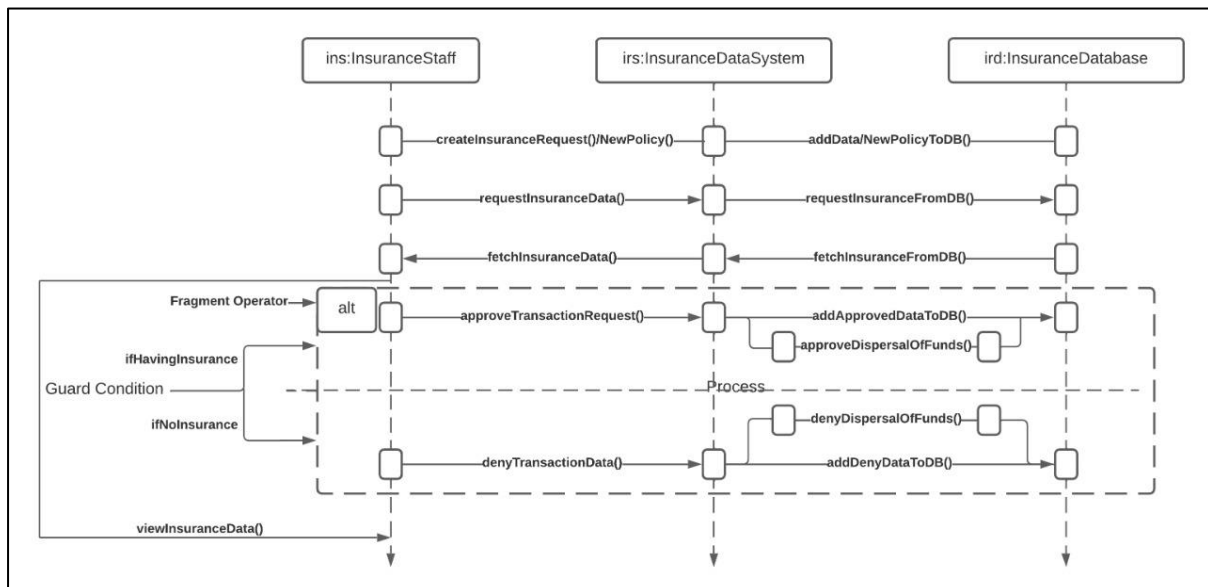 ins:InsuranceStaff
irs:InsuranceDataSystem
ird:InsuranceDatabase
createInsuranceRequest()/NewPolicy()
addData/NewPolicyToDB()
requestInsuranceData()
requestInsuranceFromDB()
fetchInsuranceData()
fetchInsuranceFromDB()
Fragment Operator
alt
approveTransactionRequest()
addApprovedDataToDB()
approveDispersalOfFunds()
ifHavingInsurance
Guard Condition
Process
ifNoInsurance
denyDispersalOfFunds()
denyTransactionData()
addDenyDataToDB()
viewInsuranceData()